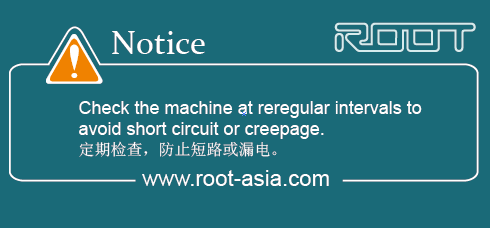 Notice
ROOT
Check the machine at reregular intervals to
avoid short circuit or creepage.
定期检查，防止短路或漏电。
www.root-asia.com